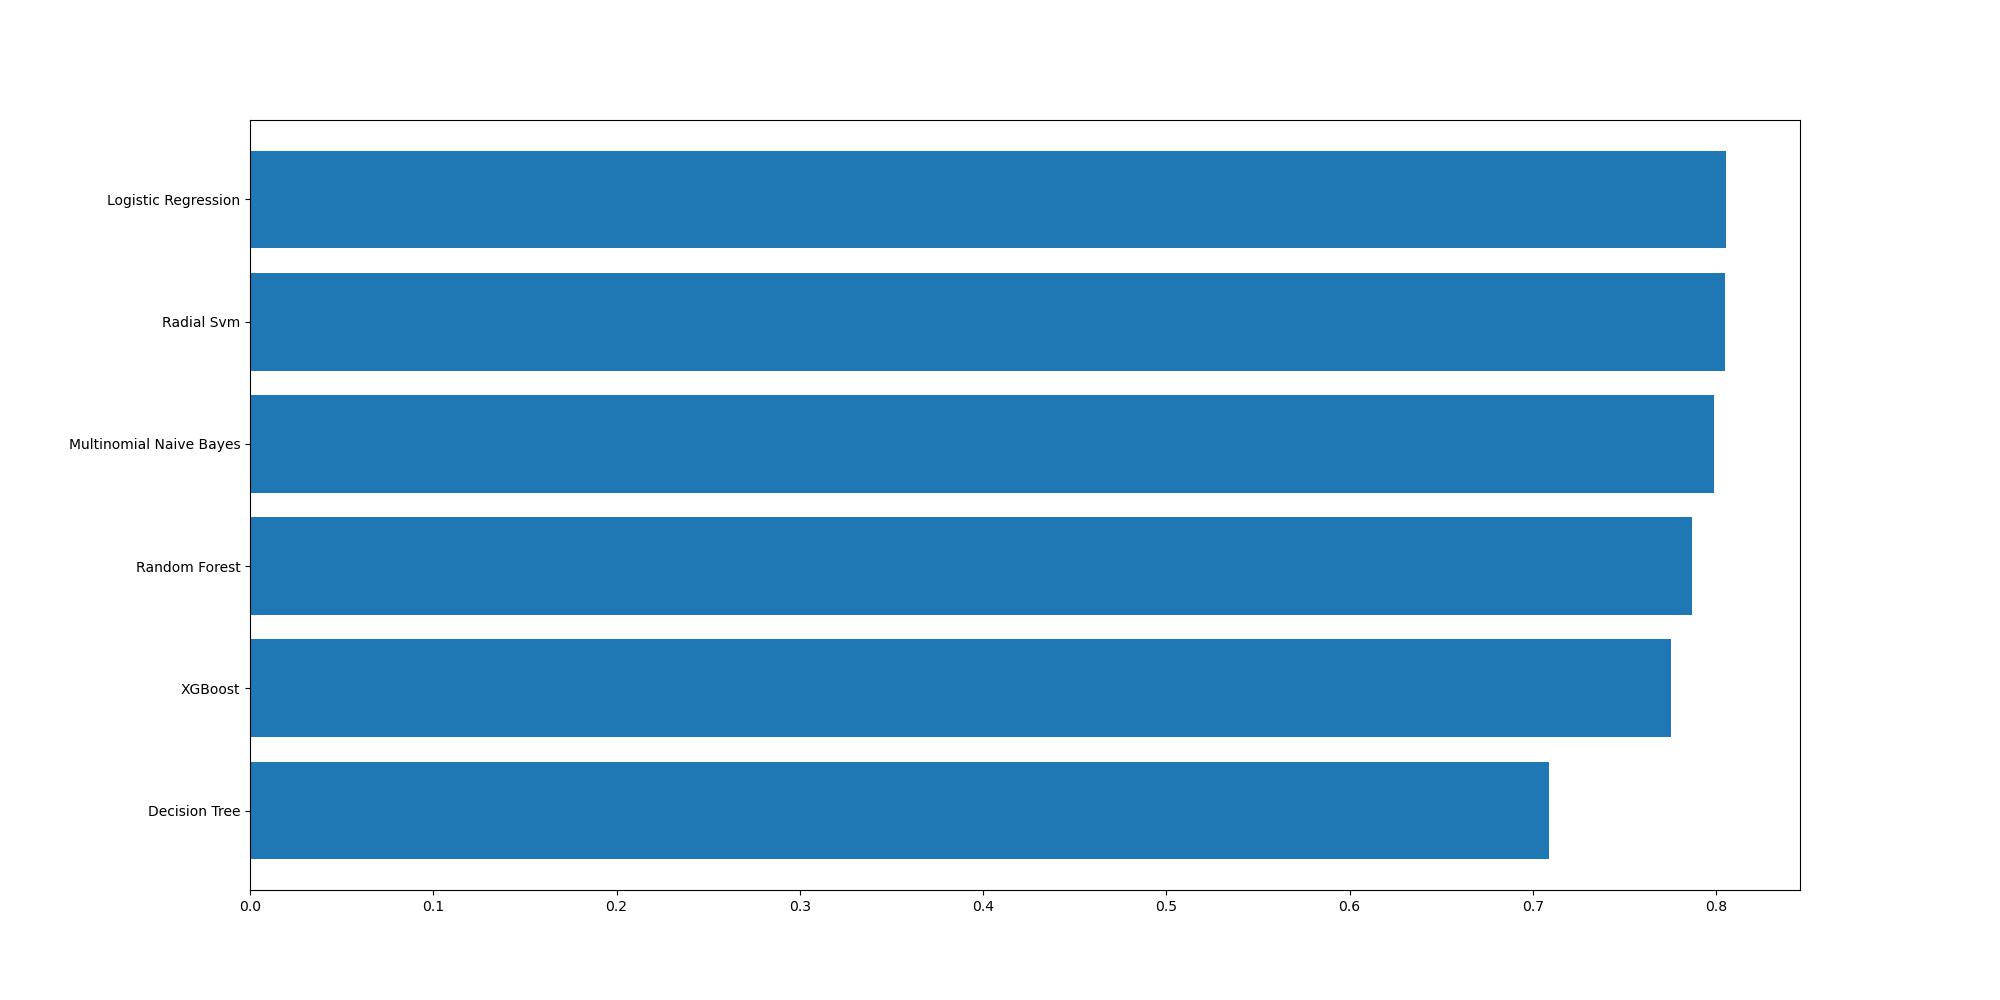 Logistic Regression
Radial Svm
Multinomial Naive Bayes
Random Forest
XGBoost
Decision Tree
0.0 0.1 0.2 0.3 0.4 0.5 0.6 0.7 0.8